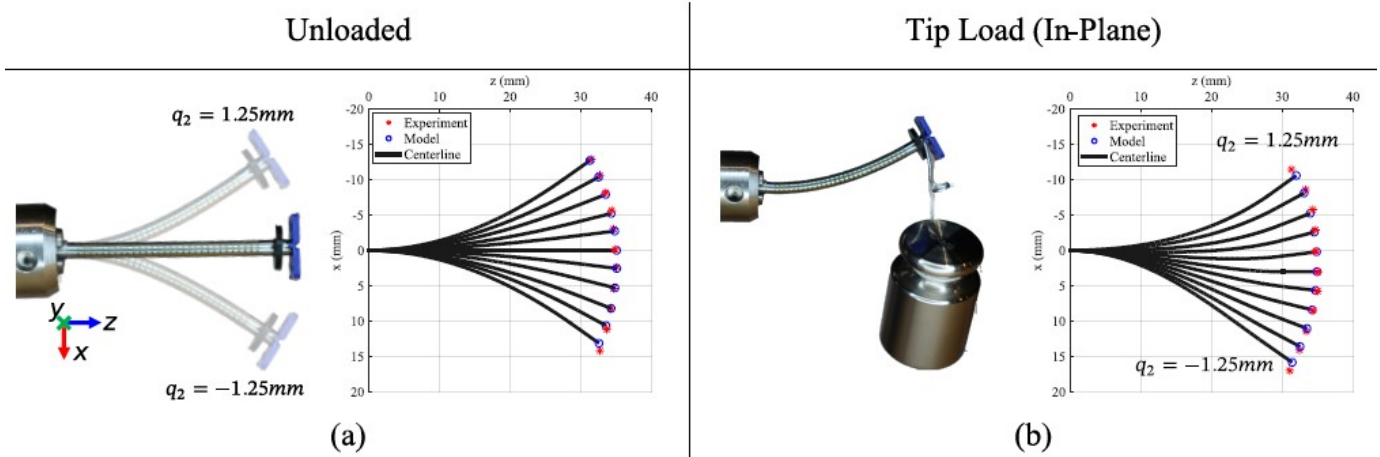 Unloaded
Tip Load (In-Plane)
q₂ = 1.25mm
y
z
x
q₂ = −1.25mm
z (mm)
0 10 20 30 40
-20
-15
-10
-5
0
5
10
15
20
x (mm)
Experiment
Model
Centerline
(a)
z (mm)
0 10 20 30 40
-20
-15
-10
-5
0
5
10
15
20
x (mm)
Experiment
Model
Centerline
q₂ = 1.25mm
q₂ = −1.25mm
(b)